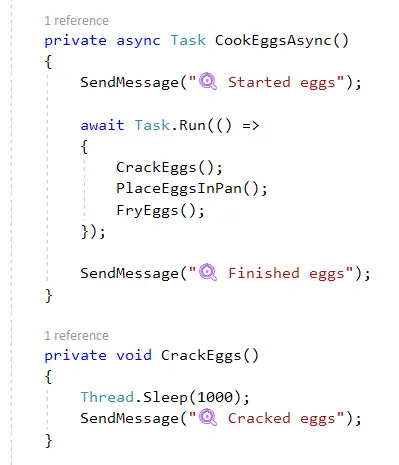 1 reference
private async Task CookEggsAsync()
{
SendMessage("🍳 Started eggs");
await Task.Run(() =>
{
CrackEggs();
PlaceEggsInPan();
FryEggs();
});
SendMessage("🍳 Finished eggs");
}
1 reference
private void CrackEggs()
{
Thread.Sleep(1000);
SendMessage("🍳 Cracked eggs");
}